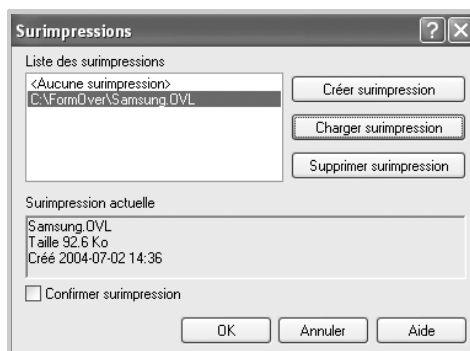 Surimpressions
Liste des surimpressions
<Aucune surimpression>
C:\FormOver\Samsung.OVL
Créer surimpression
Charger surimpression
Supprimer surimpression
Surimpression actuelle
Samsung.OVL
Taille 92.6 Ko
Créé 2004-07-02 14:36
Confirmer surimpression
OK
Annuler
Aide